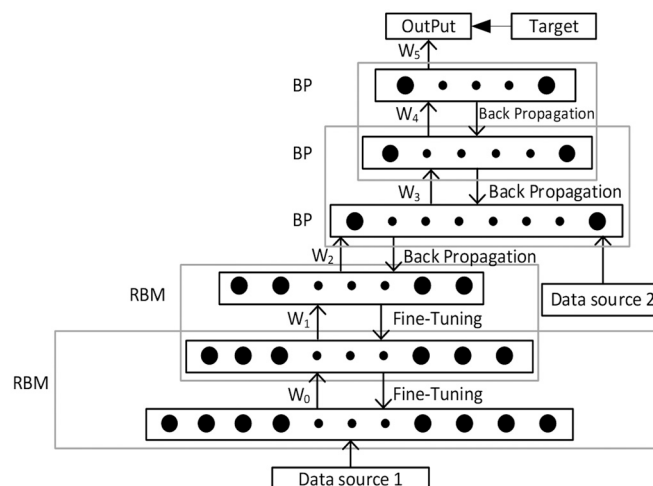 OutPut
Target
W5
BP
W4
Back Propagation
BP
W3
Back Propagation
BP
W2
Back Propagation
RBM
Data source 2
W1
Fine-Tuning
RBM
W0
Fine-Tuning
Data source 1